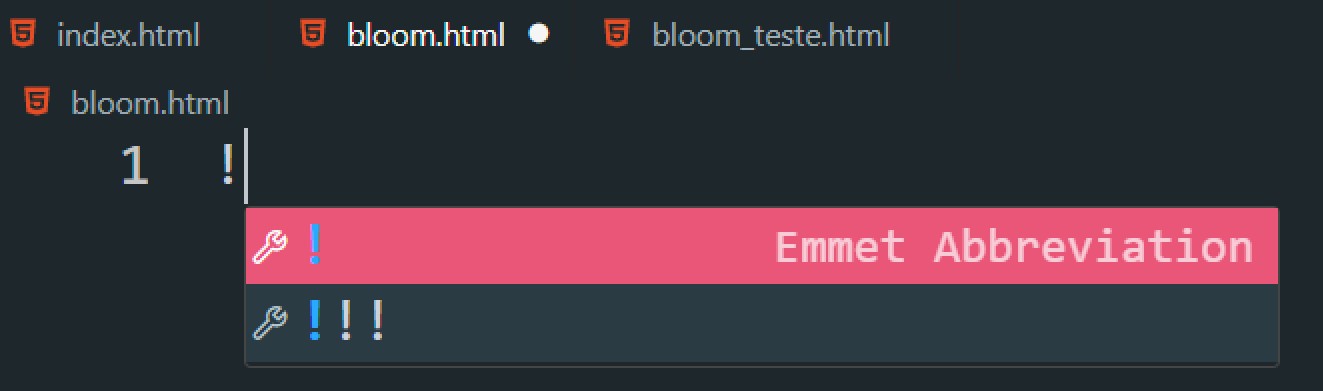 index.html bloom.html bloom_teste.html
bloom.html
1 !
! Emmet Abbreviation
!!!